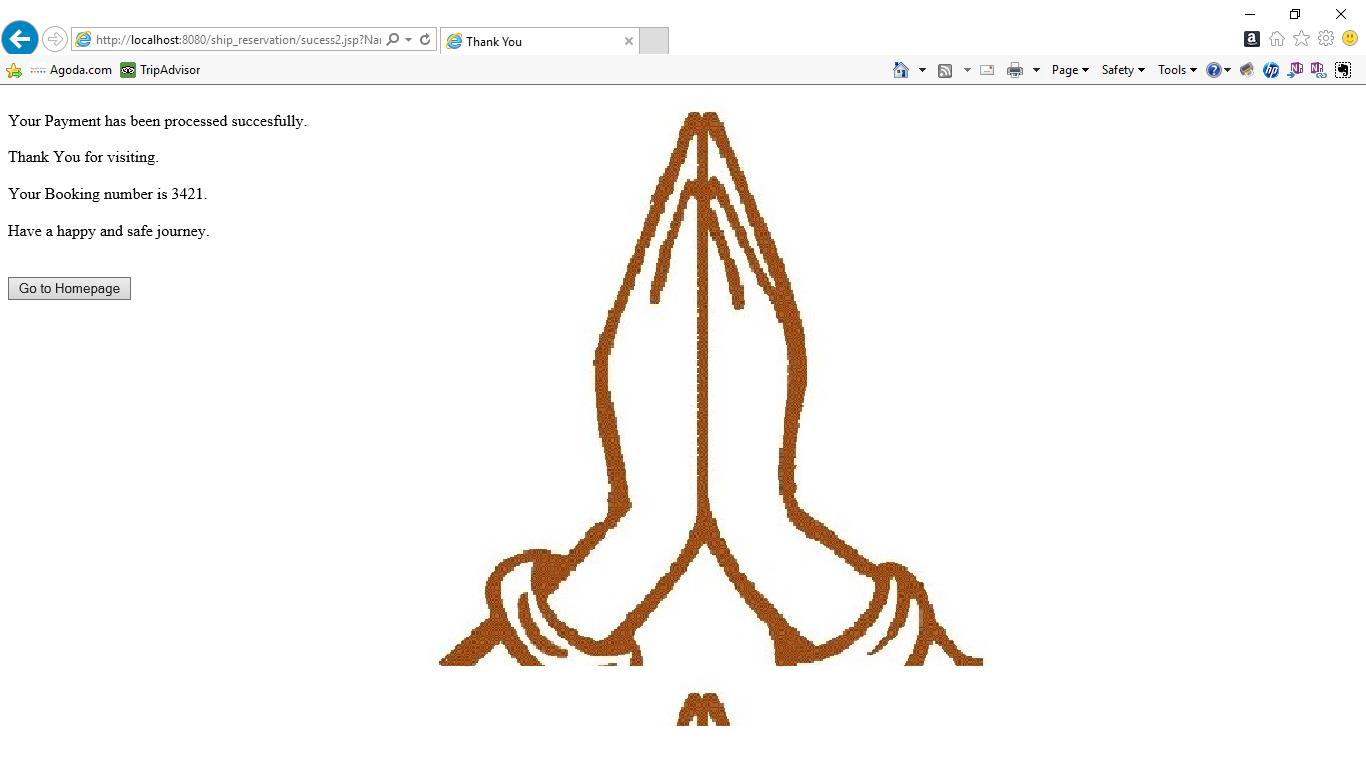 http://localhost:8080/ship_reservation/sucess2.jsp?Nar
Thank You
Agoda.com
TripAdvisor
Page
Safety
Tools
Your Payment has been processed succesfully.
Thank You for visiting.
Your Booking number is 3421.
Have a happy and safe journey.
Go to Homepage